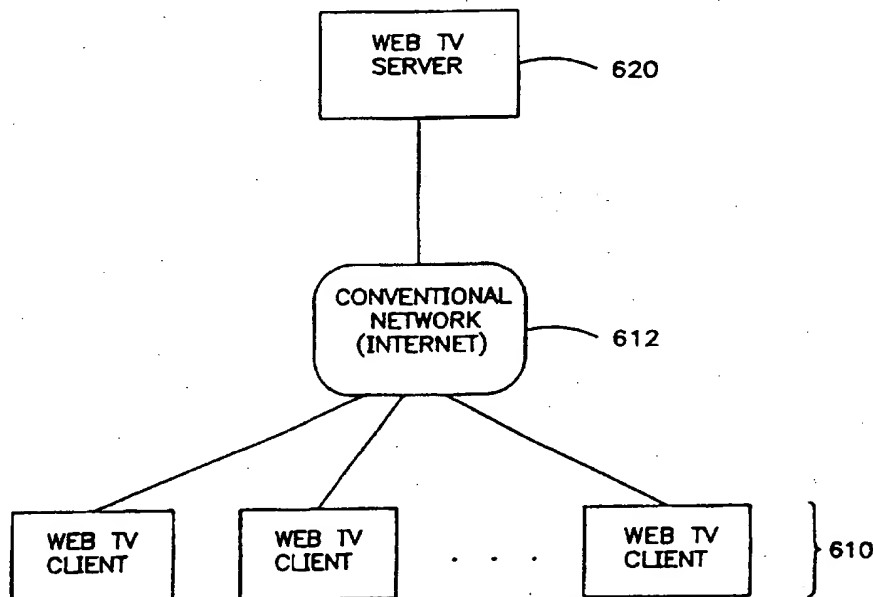 WEB TV
SERVER
620
CONVENTIONAL
NETWORK
(INTERNET)
612
WEB TV
CLIENT
WEB TV
CLIENT
. . .
WEB TV
CLIENT
610